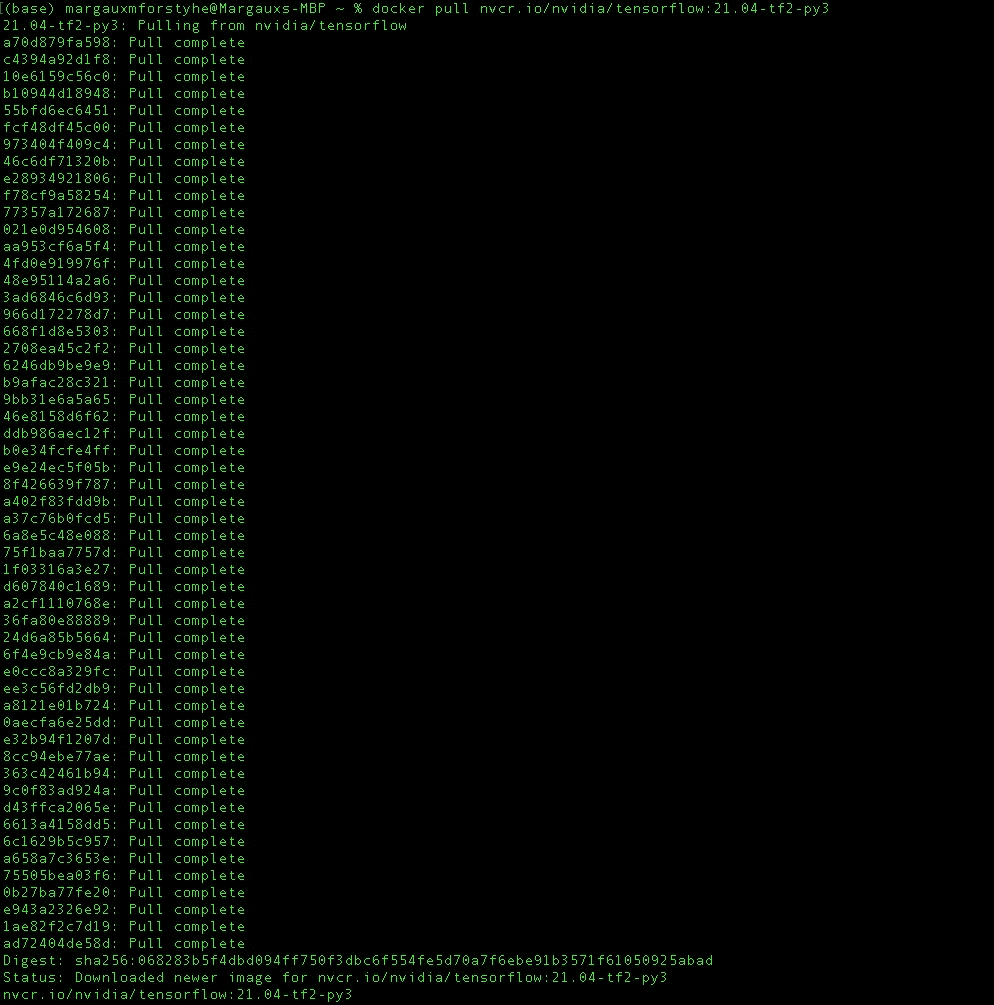 [(base) margauxmforstyhe@Margauxs-MBP ~ % docker pull nvcr.io/nvidia/tensorflow:21.04-tf2-py3
21.04-tf2-py3: Pulling from nvidia/tensorflow
a70d879fa598: Pull complete
c4394a92d1f8: Pull complete
10e6159c56c0: Pull complete
b10944d18948: Pull complete
55bfd6ec6451: Pull complete
fcf48df45c00: Pull complete
973404f409c4: Pull complete
46c6df71320b: Pull complete
e28934921806: Pull complete
f78cf9a58254: Pull complete
77357a172687: Pull complete
021e0d954608: Pull complete
aa953cf6a5f4: Pull complete
4fd0e919976f: Pull complete
48e95114a2a6: Pull complete
3ad6846c6d93: Pull complete
966d172278d7: Pull complete
668f1d8e5303: Pull complete
2708ea45c2f2: Pull complete
6246db9be9e9: Pull complete
b9afac28c321: Pull complete
9bb31e6a5a65: Pull complete
46e8158d6f62: Pull complete
ddb986aec12f: Pull complete
b0e34fcfe4ff: Pull complete
e9e24ec5f05b: Pull complete
8f426639f787: Pull complete
a402f83fdd9b: Pull complete
a37c76b0fcd5: Pull complete
6a8e5c48e088: Pull complete
75f1baa7757d: Pull complete
1f03316a3e27: Pull complete
d607840c1689: Pull complete
a2cf1110768e: Pull complete
36fa80e88889: Pull complete
24d6a85b5664: Pull complete
6f4e9cb9e84a: Pull complete
e0ccc8a329fc: Pull complete
ee3c56fd2db9: Pull complete
a8121e01b724: Pull complete
0aecfa6e25dd: Pull complete
e32b94f1207d: Pull complete
8cc94ebe77ae: Pull complete
363c42461b94: Pull complete
9c0f83ad924a: Pull complete
d43ffca2065e: Pull complete
6613a4158dd5: Pull complete
6c1629b5c957: Pull complete
a658a7c3653e: Pull complete
75505bea03f6: Pull complete
0b27ba77fe20: Pull complete
e943a2326e92: Pull complete
1ae82f2c7d19: Pull complete
ad72404de58d: Pull complete
Digest: sha256:068283b5f4dbd094ff750f3dbc6f554fe5d70a7f6ebe91b3571f61050925abad
Status: Downloaded newer image for nvcr.io/nvidia/tensorflow:21.04-tf2-py3
nvcr.io/nvidia/tensorflow:21.04-tf2-py3